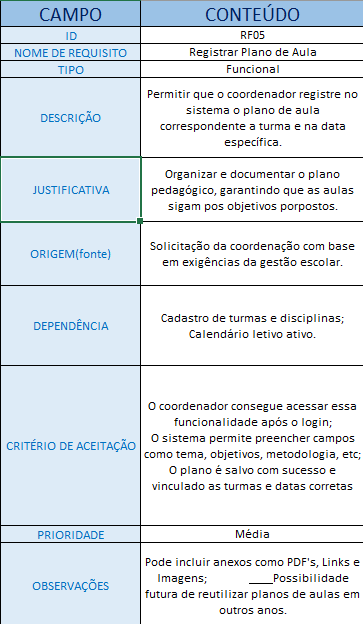 CAMPO CONTEÚDO
ID RF05
NOME DE REQUISITO Registrar Plano de Aula
TIPO Funcional
DESCRIÇÃO
Permitir que o coordenador registre no
sistema o plano de aula
correspondente a turma e na data
específica.
JUSTIFICATIVA
Organizar e documentar o plano
pedagógico, garantindo que as aulas
sigam pos objetivos porpostos.
ORIGEM(fonte)
Solicitação da coordenação com base
em exigências da gestão escolar.
DEPENDÊNCIA
Cadastro de turmas e disciplinas;
Calendário letivo ativo.
CRITÉRIO DE ACEITAÇÃO
O coordenador consegue acessar essa
funcionalidade após o login;
O sistema permite preencher campos
como tema, objetivos, metodologia, etc;
O plano é salvo com sucesso e
vinculado as turmas e datas corretas
PRIORIDADE Média
OBSERVAÇÕES
Pode incluir anexos como PDF's, Links e
Imagens; ____Possibilidade
futura de reutilizar planos de aulas em
outros anos.